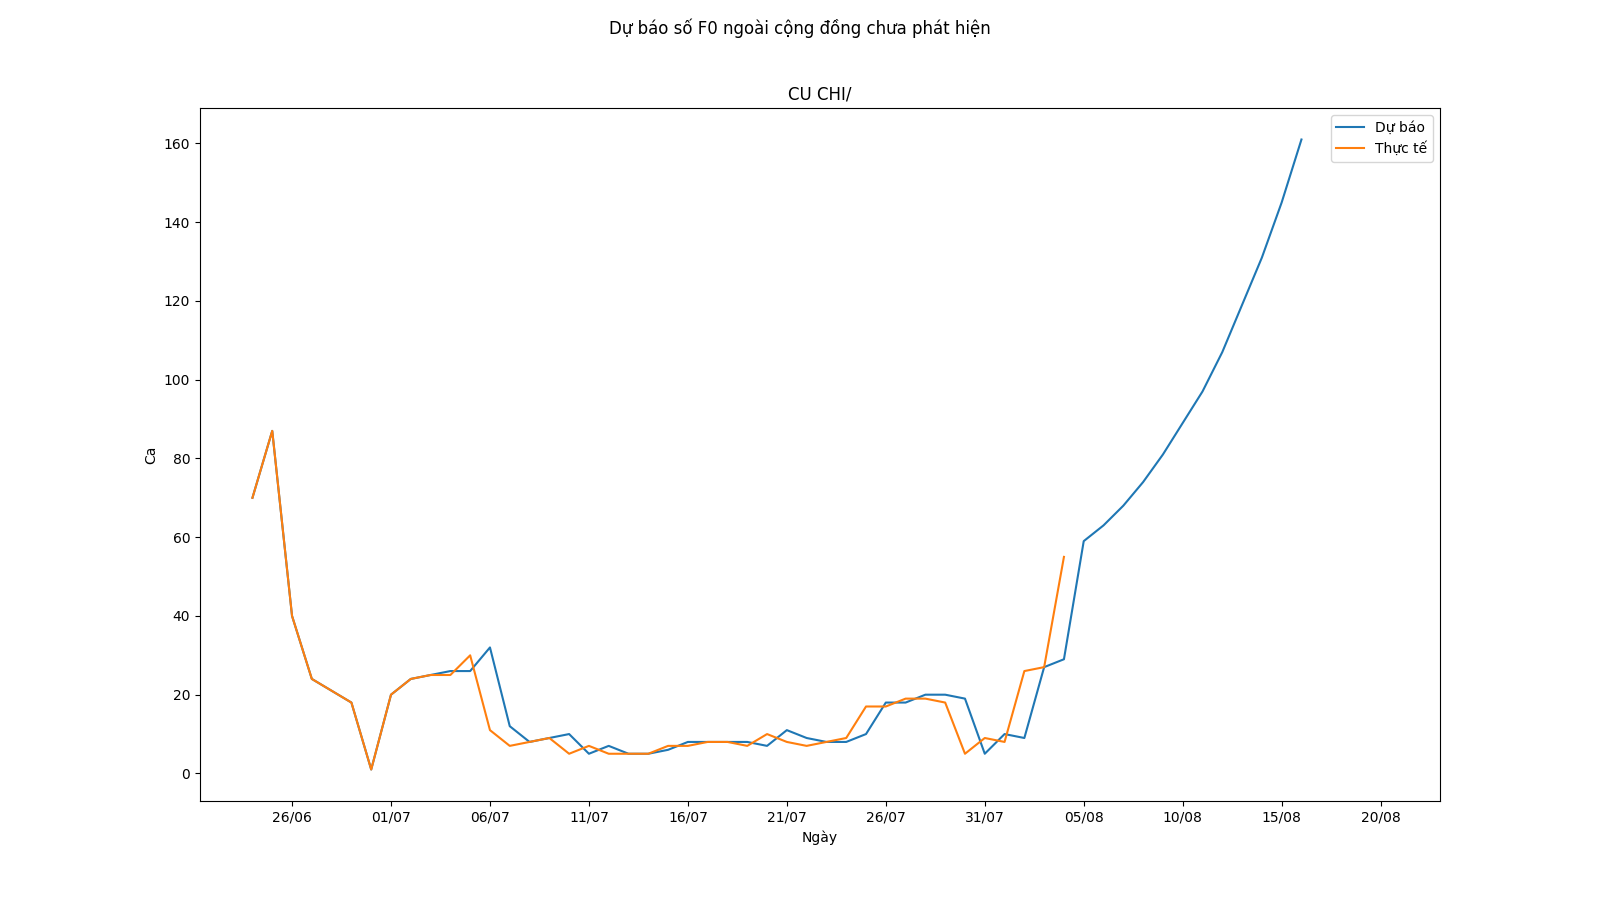 Dự báo số F0 ngoài cộng đồng chưa phát hiện
CU CHI/
Dự báo
Thực tế
160
140
120
100
80
60
40
20
0
Ca
26/06 01/07 06/07 11/07 16/07 21/07 26/07 31/07 05/08 10/08 15/08 20/08
Ngày